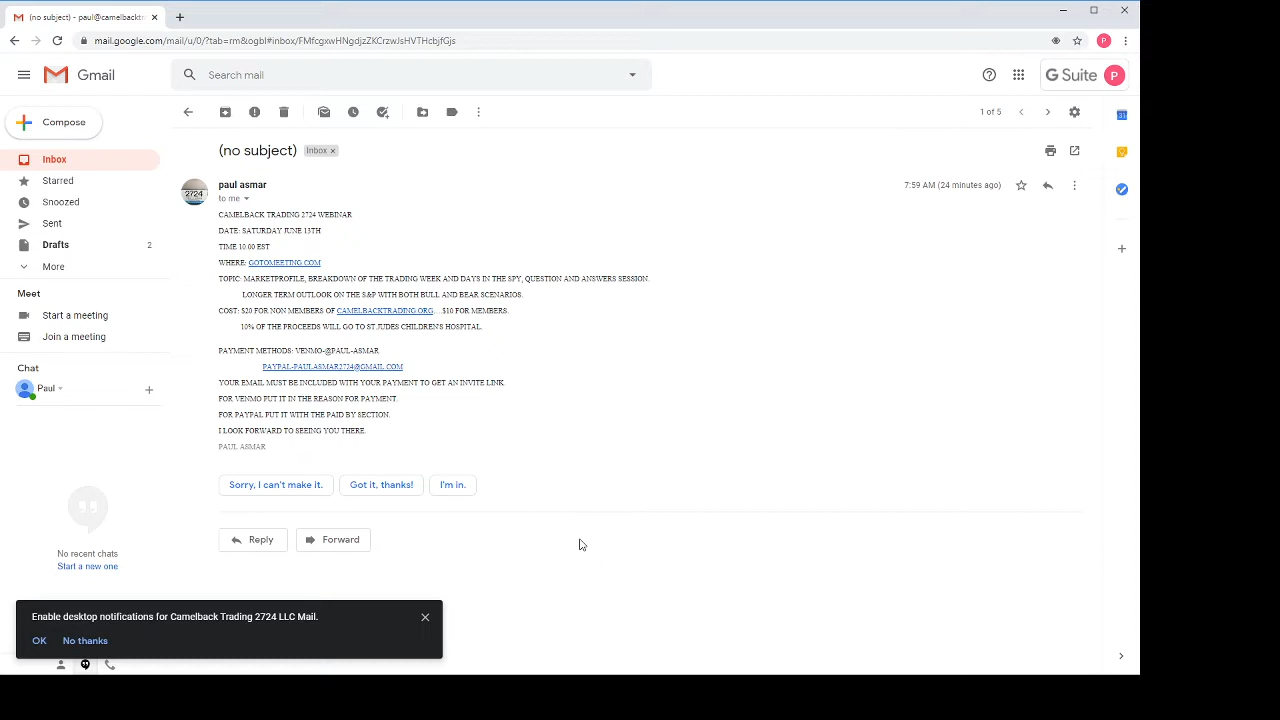 (no subject) - paul@camelbacktr
mail.google.com/mail/u/0/?tab=rm&ogbl#inbox/FMfcgxwHNgdjzZKCrzwJsHVTHcbjfGjs
P
Gmail
Search mail
G Suite
P
Compose
1 of 5
31
(no subject)
Inbox x
Inbox
Starred
Snoozed
Sent
Drafts 2
More
2724
paul asmar
7:59 AM (24 minutes ago)
to me
CAMELBACK TRADING 2724 WEBINAR
DATE: SATURDAY JUNE 13TH
TIME 10.00 EST
WHERE: GOTOMEETING.COM
TOPIC: MARKETPROFILE, BREAKDOWN OF THE TRADING WEEK AND DAYS IN THE SPY, QUESTION AND ANSWERS SESSION.
LONGER TERM OUTLOOK ON THE S&P WITH BOTH BULL AND BEAR SCENARIOS.
COST: $20 FOR NON MEMBERS OF CAMELBACKTRADING.ORG....$10 FOR MEMBERS.
10% OF THE PROCEEDS WILL GO TO ST.JUDES CHILDREN'S HOSPITAL.
PAYMENT METHODS: VENMO-@PAUL-ASMAR
PAYPAL-PAULASMAR2724@GMAIL.COM
YOUR EMAIL MUST BE INCLUDED WITH YOUR PAYMENT TO GET AN INVITE LINK.
FOR VENMO PUT IT IN THE REASON FOR PAYMENT.
FOR PAYPAL PUT IT WITH THE PAID BY SECTION.
I LOOK FORWARD TO SEEING YOU THERE.
PAUL ASMAR
Sorry, I can't make it.
Got it, thanks!
I'm in.
Reply
Forward
Meet
Start a meeting
Join a meeting
Chat
Paul
No recent chats
Start a new one
Enable desktop notifications for Camelback Trading 2724 LLC Mail.
OK No thanks